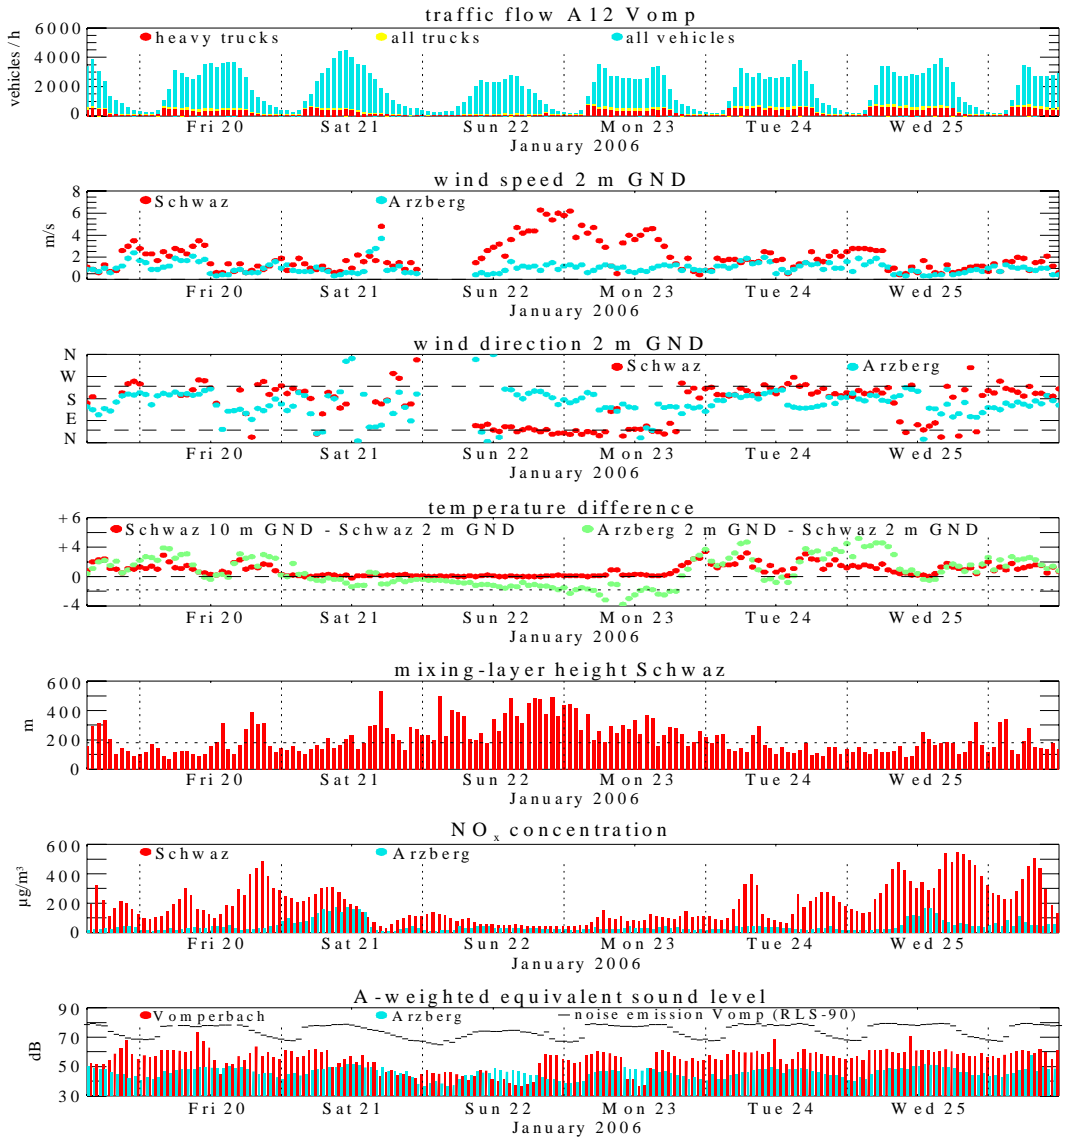 traffic flow A12 Vomp
vehicles/h
6000
4000
2000
0
heavy trucks
all trucks
all vehicles
Fri 20
Sat 21
Sun 22
Mon 23
Tue 24
Wed 25
January 2006
wind speed 2 m GND
m/s
8
6
4
2
0
Schwaz
Arzberg
Fri 20
Sat 21
Sun 22
Mon 23
Tue 24
Wed 25
January 2006
wind direction 2 m GND
N
W
S
E
N
Schwaz
Arzberg
Fri 20
Sat 21
Sun 22
Mon 23
Tue 24
Wed 25
January 2006
temperature difference
+6
+4
0
-4
Schwaz 10 m GND - Schwaz 2 m GND
Arzberg 2 m GND - Schwaz 2 m GND
Fri 20
Sat 21
Sun 22
Mon 23
Tue 24
Wed 25
January 2006
mixing-layer height Schwaz
m
600
400
200
0
Fri 20
Sat 21
Sun 22
Mon 23
Tue 24
Wed 25
January 2006
NOₓ concentration
µg/m³
600
400
200
0
Schwaz
Arzberg
Fri 20
Sat 21
Sun 22
Mon 23
Tue 24
Wed 25
January 2006
A-weighted equivalent sound level
dB
90
70
50
30
Vomperbach
Arzberg
noise emission Vomp (RLS-90)
Fri 20
Sat 21
Sun 22
Mon 23
Tue 24
Wed 25
January 2006